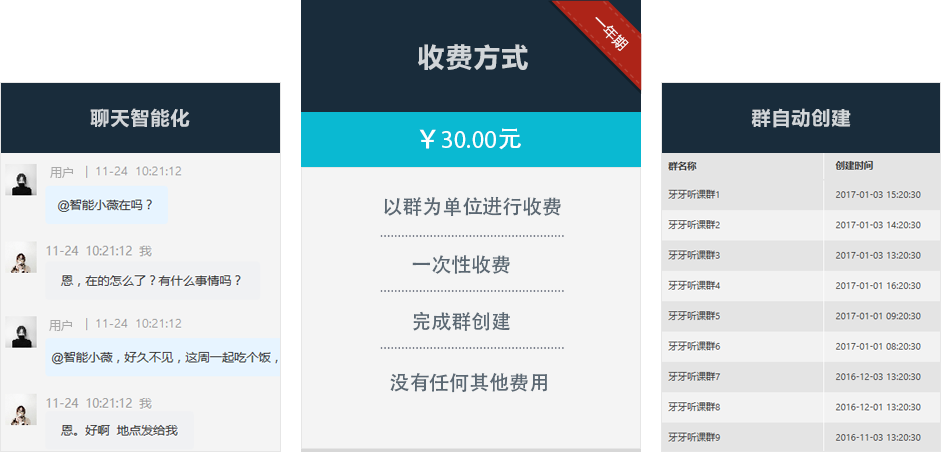 聊天智能化
用户 | 11-24 10:21:12
@智能小薇在吗？
11-24 10:21:12 我
恩，在的怎么了？有什么事情吗？
用户 | 11-24 10:21:12
@智能小薇，好久不见，这周一起吃个饭，
11-24 10:21:12 我
恩。好啊 地点发给我
一年期
收费方式
￥30.00元
以群为单位进行收费
一次性收费
完成群创建
没有任何其他费用
群自动创建
群名称 创建时间
牙牙听课群1 2017-01-03 15:20:30
牙牙听课群2 2017-01-03 14:20:30
牙牙听课群3 2017-01-03 13:20:30
牙牙听课群4 2017-01-01 16:20:30
牙牙听课群5 2017-01-01 09:20:30
牙牙听课群6 2017-01-01 08:20:30
牙牙听课群7 2016-12-03 13:20:30
牙牙听课群8 2016-12-01 13:20:30
牙牙听课群9 2016-11-03 13:20:30